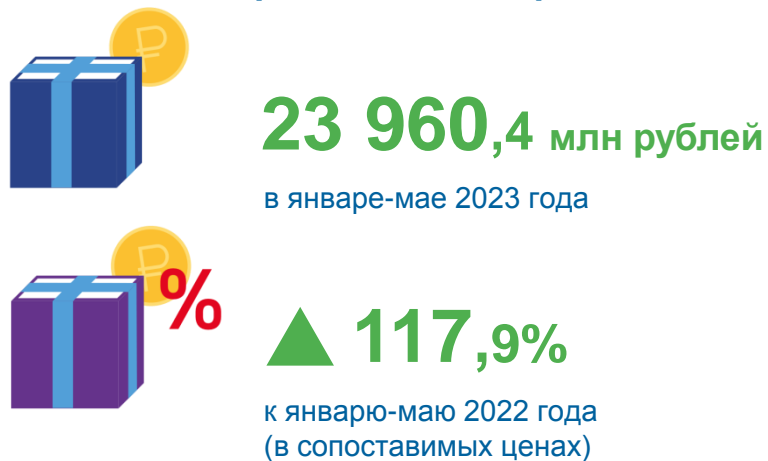 23 960,4 млн рублей
в январе-мае 2023 года
%
▲ 117,9%
к январю-маю 2022 года
(в сопоставимых ценах)